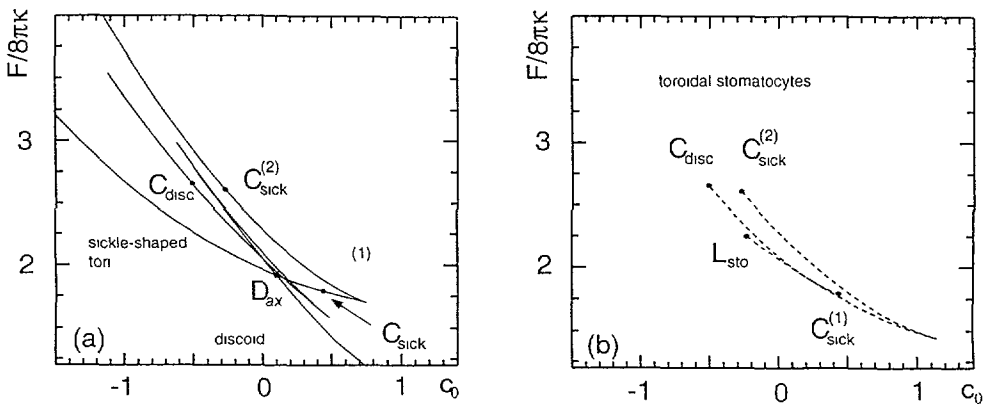 F/8πκ
3
2
C_disc
C_sick^(2)
sickle-shaped
tori
(1)
D_ax
C_sick
(a)
discoid
-1
0
1
c_0
F/8πκ
toroidal stomatocytes
3
2
C_disc
C_sick^(2)
L_sto
C_sick^(1)
(b)
-1
0
1
c_0